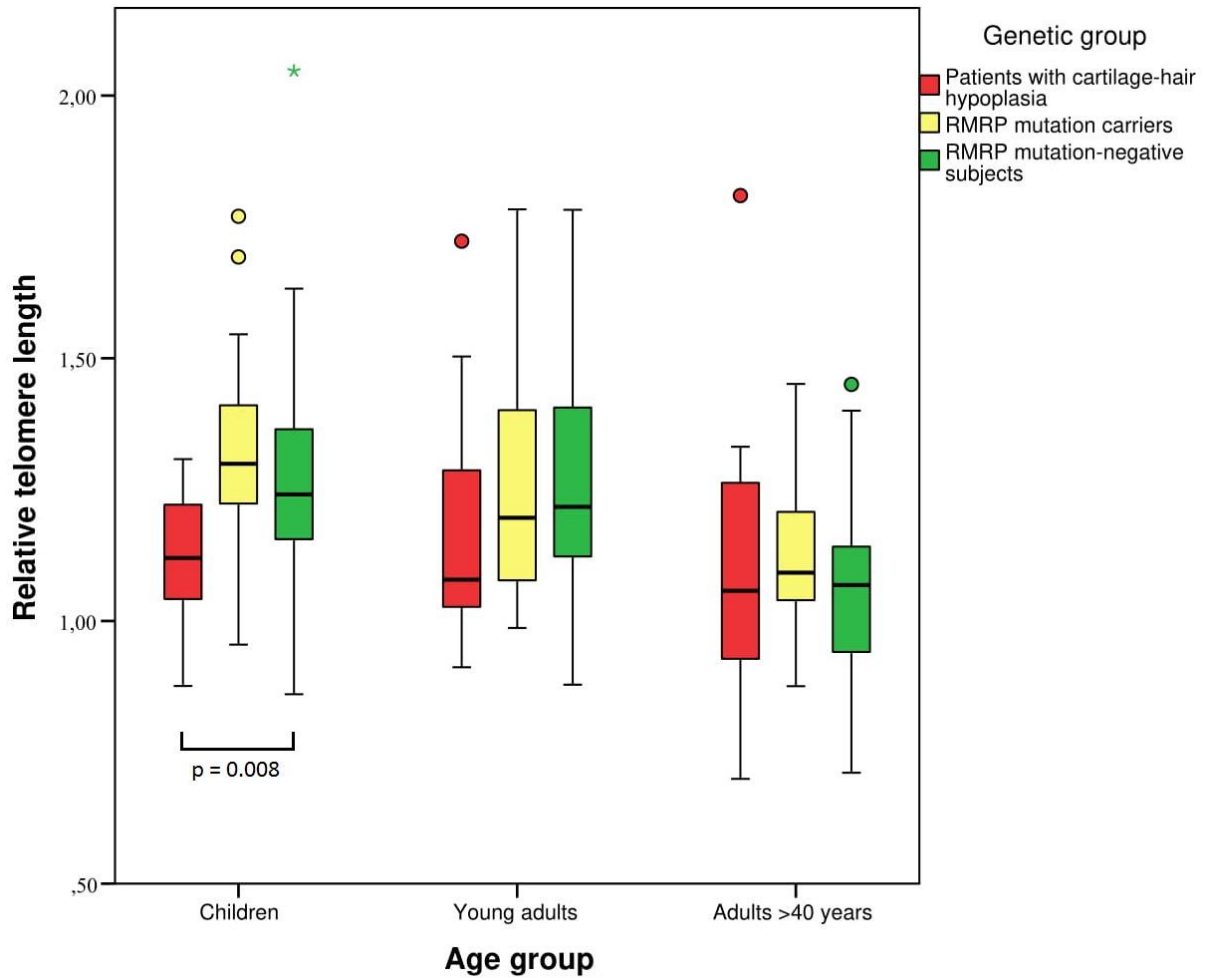 Genetic group
Patients with cartilage-hair
hypoplasia
RMRP mutation carriers
RMRP mutation-negative
subjects
Relative telomere length
2,00
1,50
1,00
,50
p = 0.008
Children
Young adults
Adults >40 years
Age group